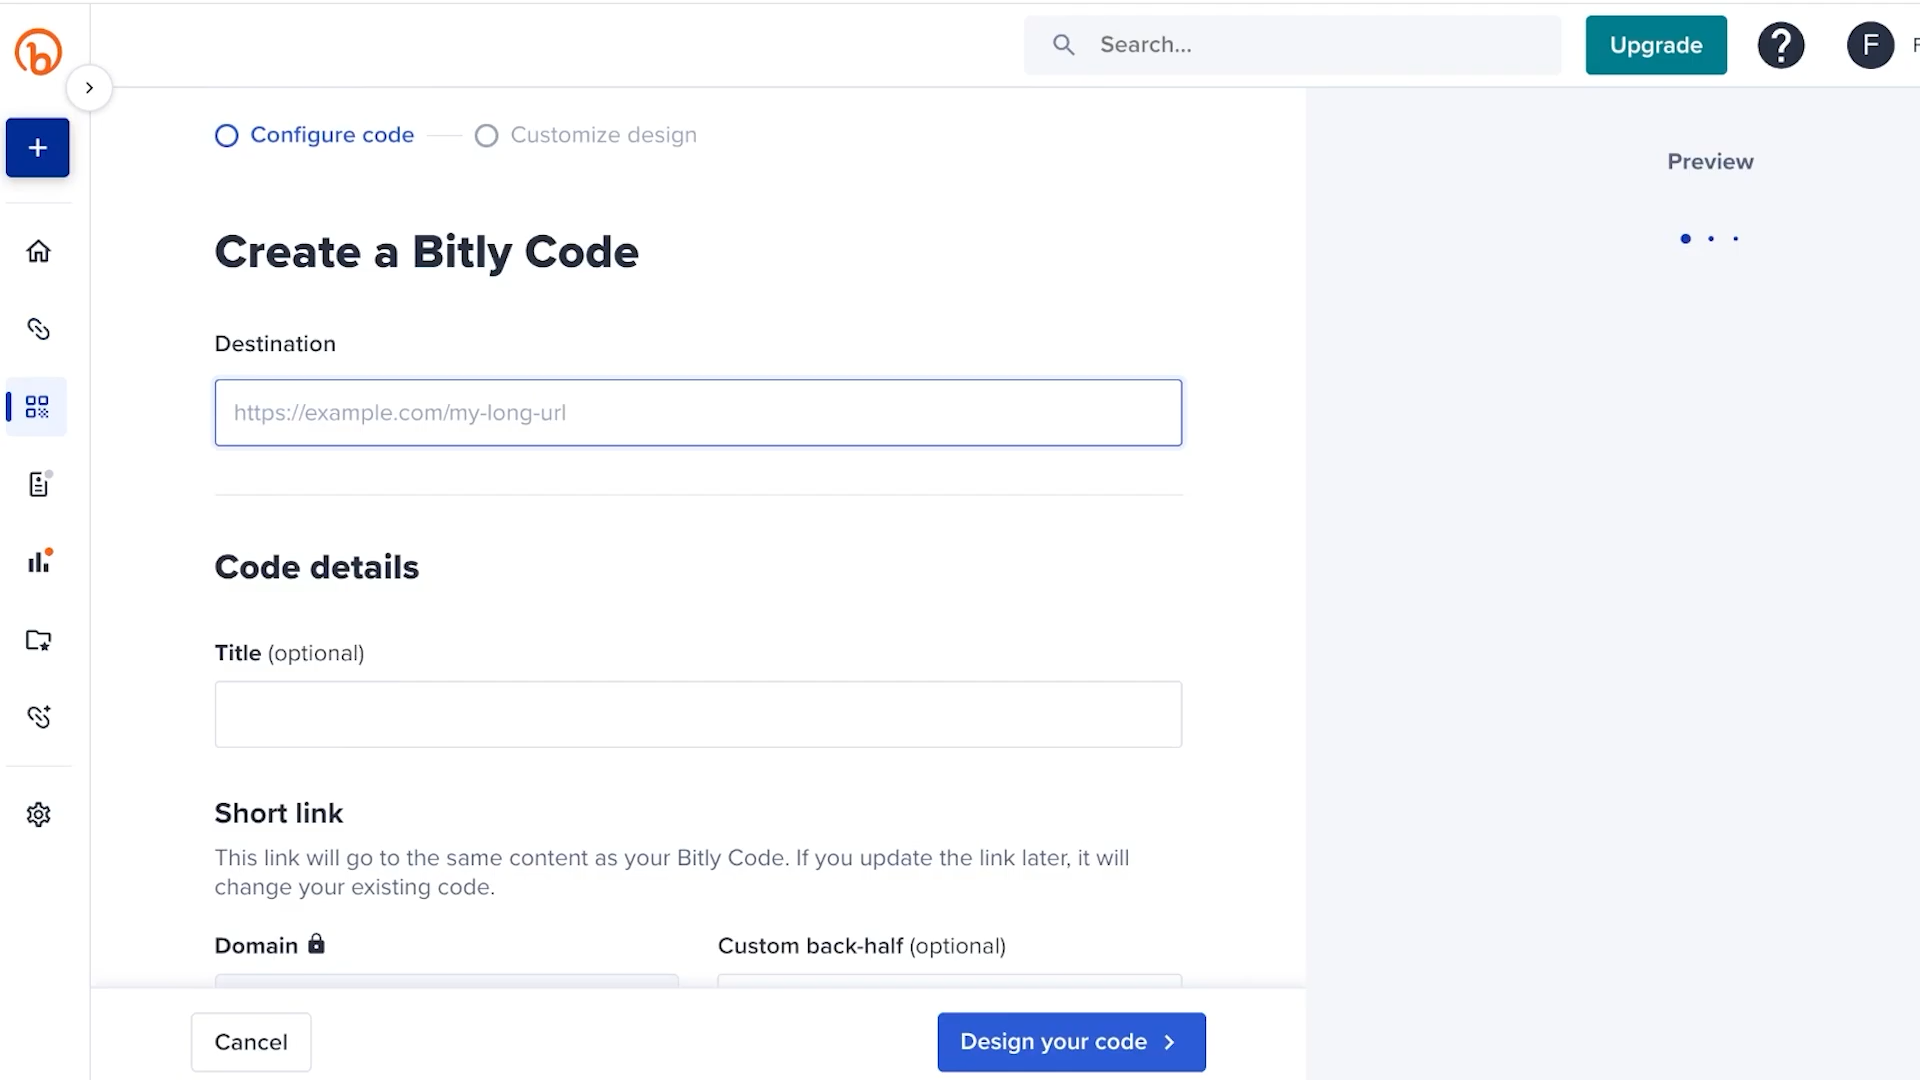 Search...
Upgrade
F
Configure code
Customize design
Preview
Create a Bitly Code
Destination
https://example.com/my-long-url
Code details
Title (optional)
Short link
This link will go to the same content as your Bitly Code. If you update the link later, it will
change your existing code.
Domain
Custom back-half (optional)
Cancel
Design your code